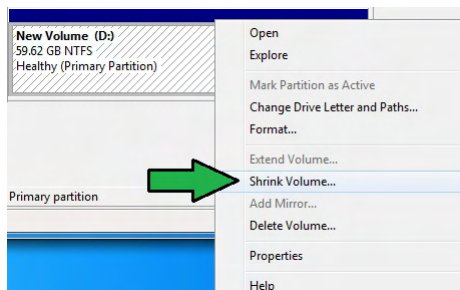 New Volume (D:)
59.62 GB NTFS
Healthy (Primary Partition)
Primary partition
Open
Explore
Mark Partition as Active
Change Drive Letter and Paths...
Format...
Extend Volume...
Shrink Volume...
Add Mirror...
Delete Volume...
Properties
Help